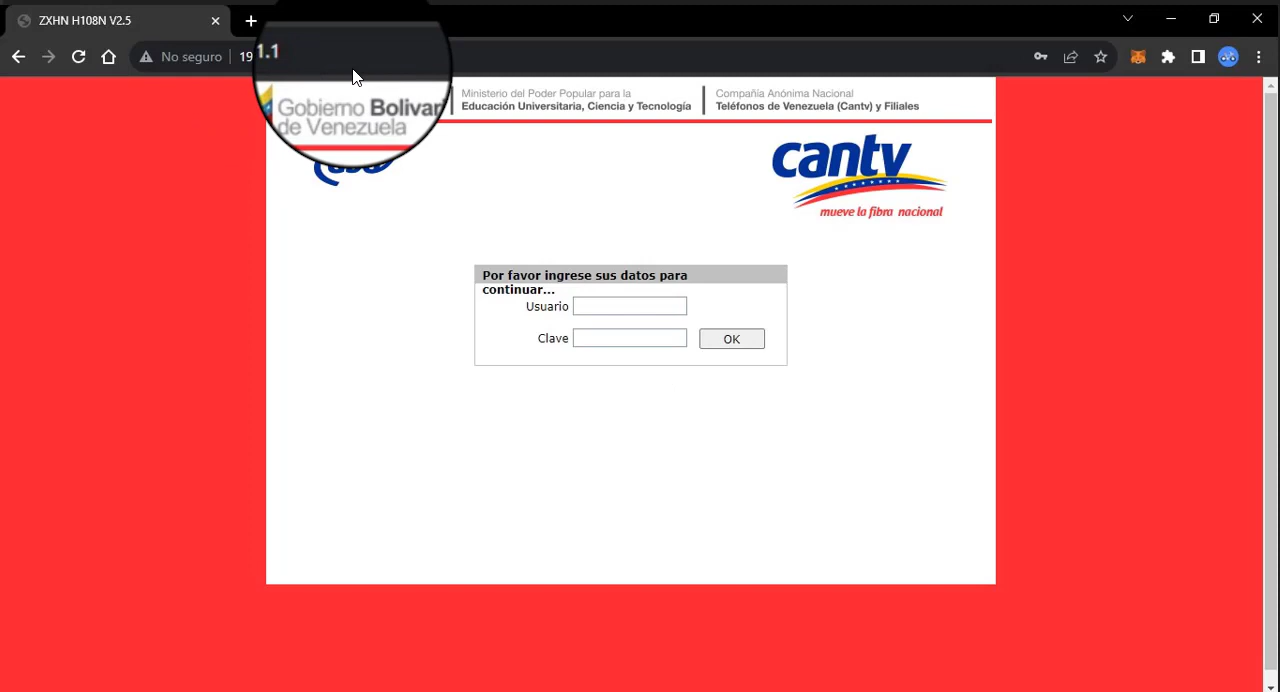 ZXHN H108N V2.5
No seguro
19
1.1
Gobierno Bolivar
de Venezuela
Ministerio del Poder Popular para la
Educación Universitaria, Ciencia y Tecnología
Compañía Anónima Nacional
Teléfonos de Venezuela (Cantv) y Filiales
cantv
mueve la fibra nacional
Por favor ingrese sus datos para
continuar...
Usuario
Clave
OK